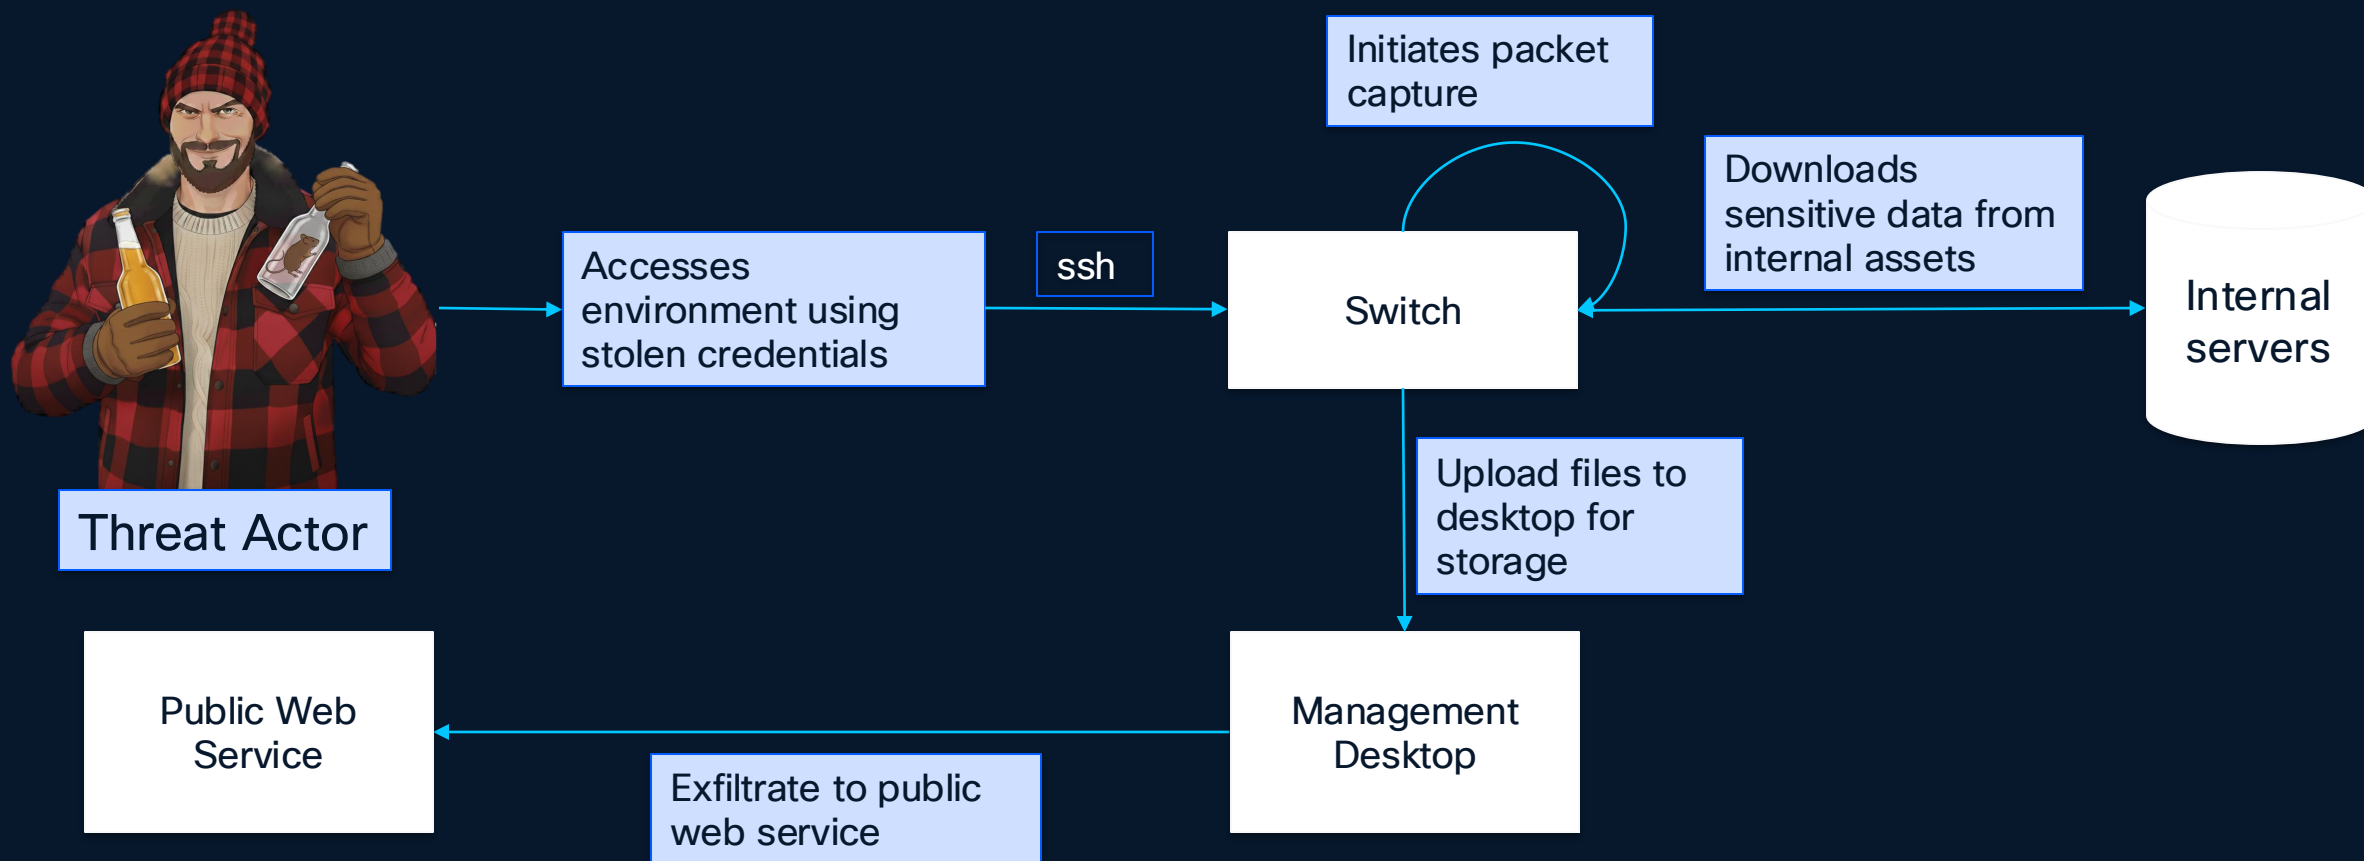 Initiates packet
capture
Downloads
sensitive data from
internal assets
Accesses
environment using
stolen credentials
ssh
Switch
Internal
servers
Threat Actor
Upload files to
desktop for
storage
Public Web
Service
Management
Desktop
Exfiltrate to public
web service